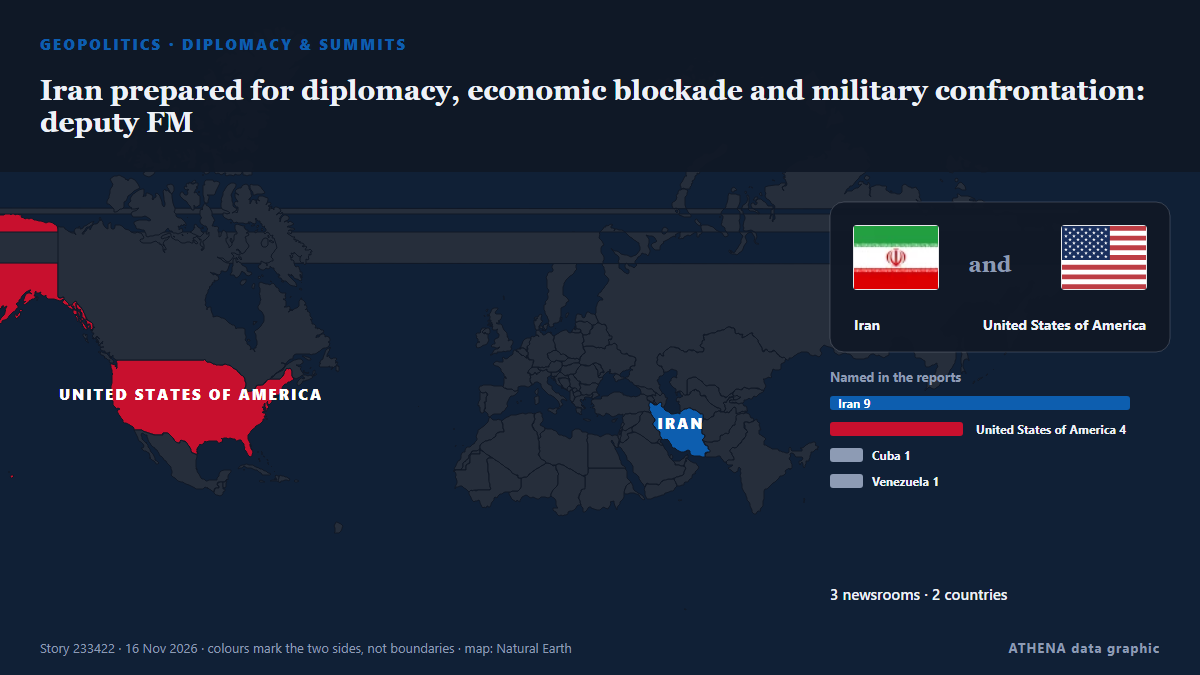 GEOPOLITICS · DIPLOMACY & SUMMITS
Iran prepared for diplomacy, economic blockade and military confrontation:
deputy FM
and
Iran
United States of America
UNITED STATES OF AMERICA
IRAN
Named in the reports
Iran 9
United States of America 4
Cuba 1
Venezuela 1
3 newsrooms · 2 countries
Story 233422 · 16 Nov 2026 · colours mark the two sides, not boundaries · map: Natural Earth
ATHENA data graphic